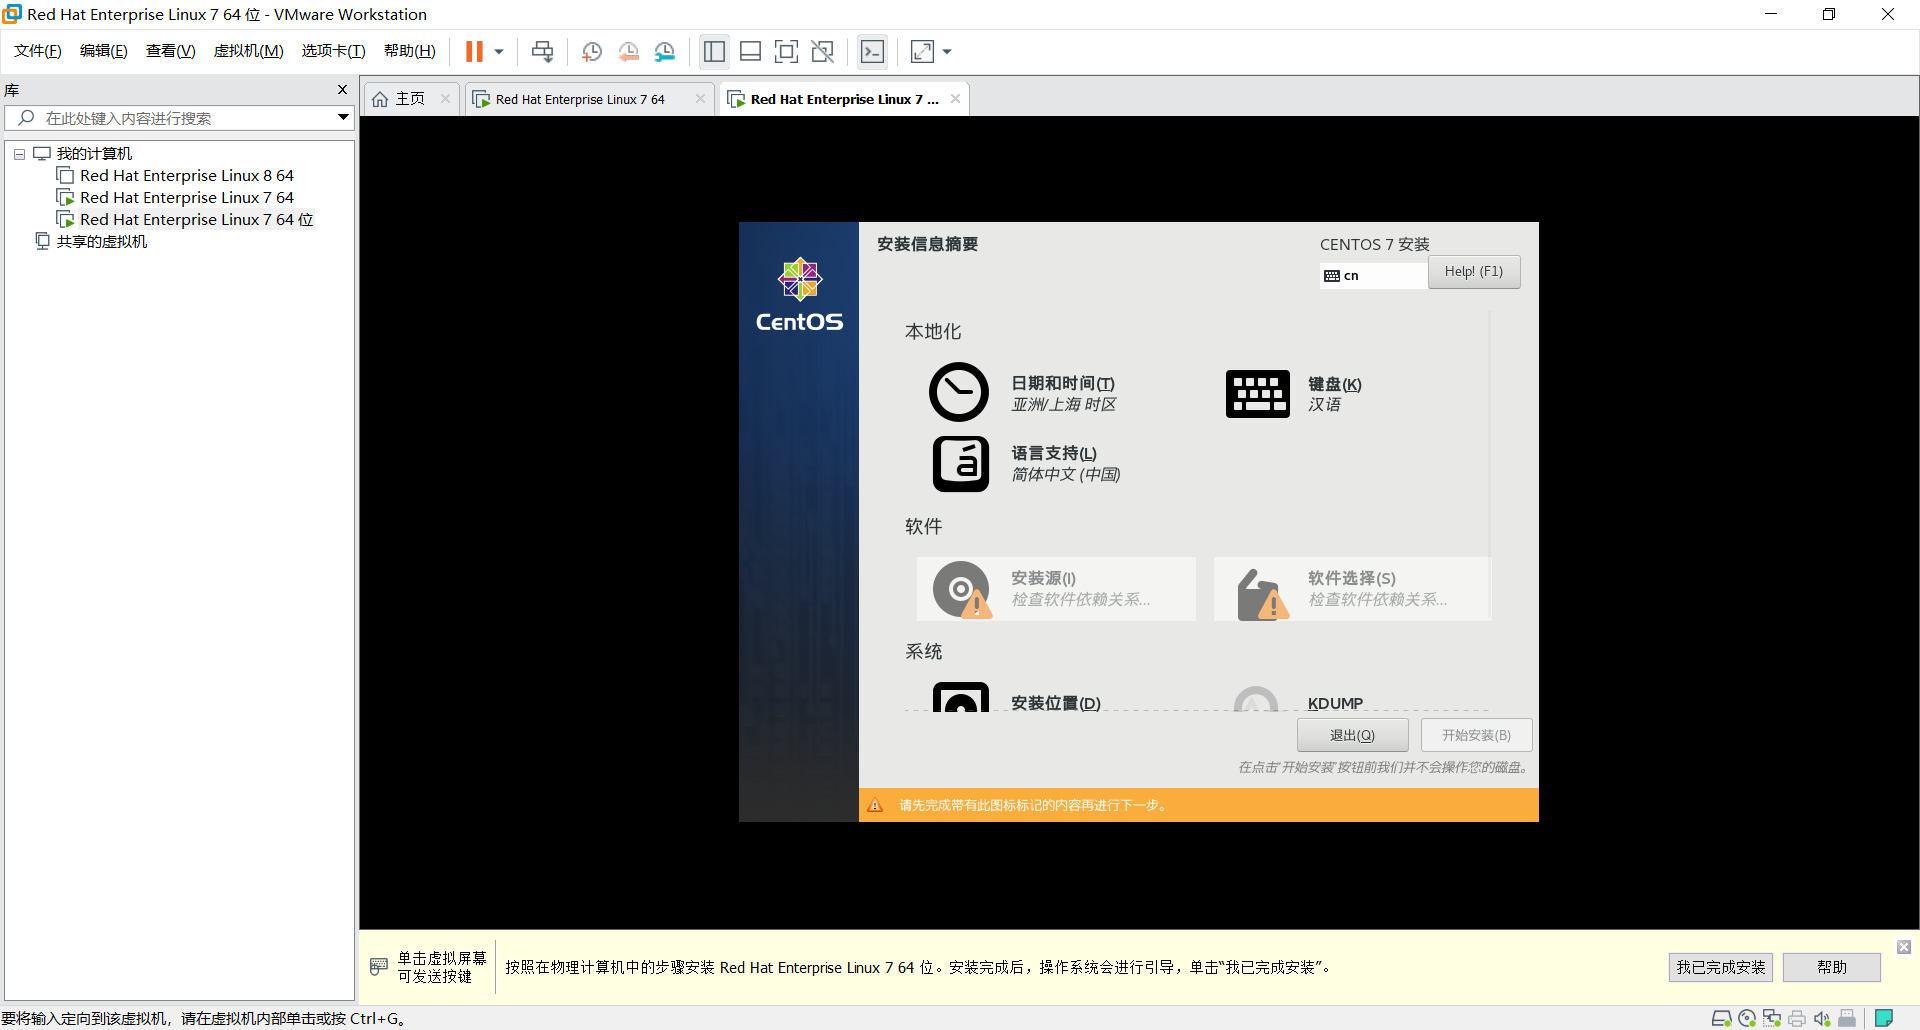 Red Hat Enterprise Linux 7 64 位 - VMware Workstation
文件(F) 编辑(E) 查看(V) 虚拟机(M) 选项卡(T) 帮助(H)
库
在此处键入内容进行搜索
我的计算机
Red Hat Enterprise Linux 8 64
Red Hat Enterprise Linux 7 64
Red Hat Enterprise Linux 7 64 位
共享的虚拟机
主页
Red Hat Enterprise Linux 7 64
Red Hat Enterprise Linux 7 ...
CentOS
安装信息摘要
CENTOS 7 安装
cn
Help! (F1)
本地化
日期和时间(T)
亚洲/上海 时区
键盘(K)
汉语
语言支持(L)
简体中文 (中国)
软件
安装源(I)
检查软件依赖关系...
软件选择(S)
检查软件依赖关系...
系统
安装位置(D)
KDUMP
退出(Q)
开始安装(B)
在点击“开始安装”按钮前我们并不会操作您的磁盘。
请先完成带有此图标标记的内容再进行下一步。
单击虚拟屏幕
可发送按键
按照在物理计算机中的步骤安装 Red Hat Enterprise Linux 7 64 位。安装完成后，操作系统会进行引导，单击“我已完成安装”。
我已完成安装
帮助
要将输入定向到该虚拟机，请在虚拟机内部单击或按 Ctrl+G。